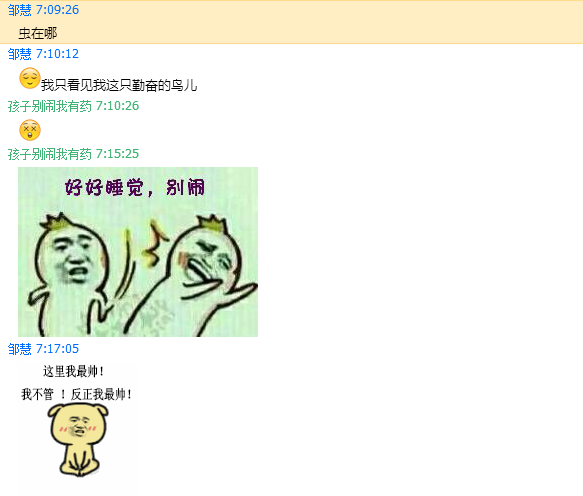 邹慧 7:09:26
虫在哪
邹慧 7:10:12
我只看见我这只勤奋的鸟儿
孩子别闹我有药 7:10:26
孩子别闹我有药 7:15:25
好好睡觉，别闹
邹慧 7:17:05
这里我最帅！
我不管 ！反正我最帅！